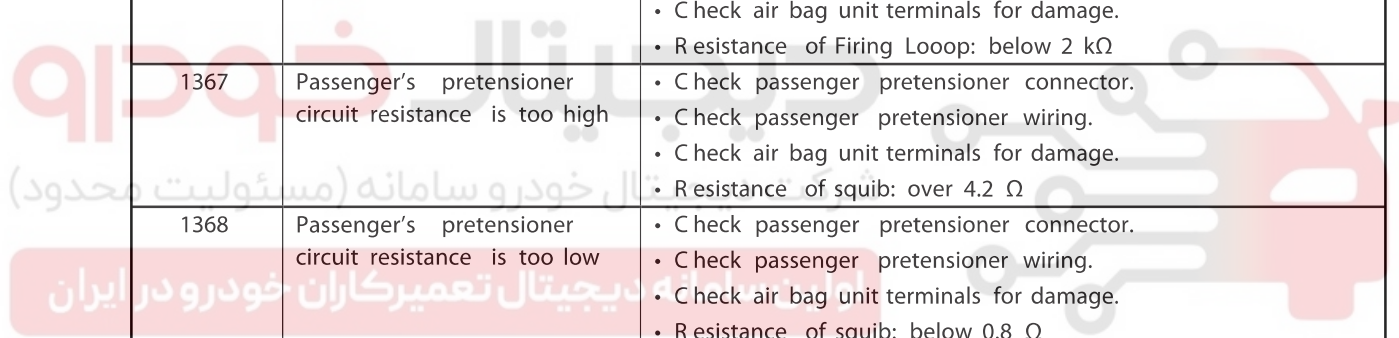 • Check air bag unit terminals for damage.
• Resistance of Firing Looop: below 2 kΩ
1367 Passenger's pretensioner • Check passenger pretensioner connector.
circuit resistance is too high • Check passenger pretensioner wiring.
• Check air bag unit terminals for damage.
• Resistance of squib: over 4.2 Ω
1368 Passenger's pretensioner • Check passenger pretensioner connector.
circuit resistance is too low • Check passenger pretensioner wiring.
• Check air bag unit terminals for damage.
• Resistance of squib: below 0.8 Ω
دیجیتال خودرو
شرکت دیجیتال خودرو سامانه (مسئولیت محدود)
اولین سامانه دیجیتال تعمیرکاران خودرو در ایران